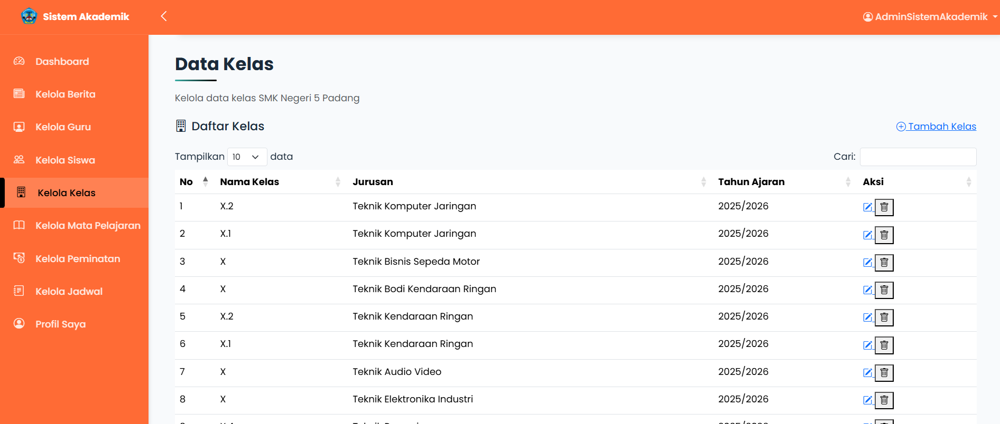 Sistem Akademik
AdminSistemAkademik
Dashboard
Kelola Berita
Kelola Guru
Kelola Siswa
Kelola Kelas
Kelola Mata Pelajaran
Kelola Peminatan
Kelola Jadwal
Profil Saya
Data Kelas
Kelola data kelas SMK Negeri 5 Padang
Daftar Kelas
Tambah Kelas
Tampilkan 10 data
Cari:
No Nama Kelas Jurusan Tahun Ajaran Aksi
1 X.2 Teknik Komputer Jaringan 2025/2026
2 X.1 Teknik Komputer Jaringan 2025/2026
3 X Teknik Bisnis Sepeda Motor 2025/2026
4 X Teknik Bodi Kendaraan Ringan 2025/2026
5 X.2 Teknik Kendaraan Ringan 2025/2026
6 X.1 Teknik Kendaraan Ringan 2025/2026
7 X Teknik Audio Video 2025/2026
8 X Teknik Elektronika Industri 2025/2026